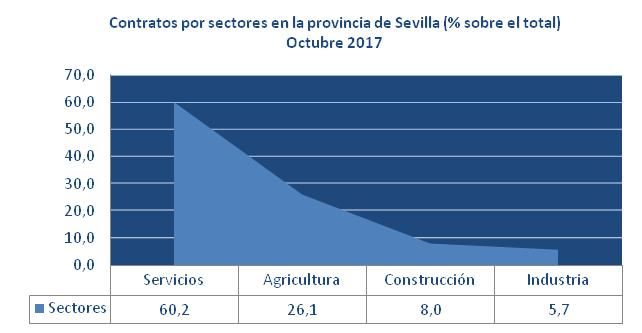 Contratos por sectores en la provincia de Sevilla (% sobre el total)
Octubre 2017
70,0
60,0
50,0
40,0
30,0
20,0
10,0
0,0
Servicios Agricultura Construcción Industria
Sectores 60,2 26,1 8,0 5,7